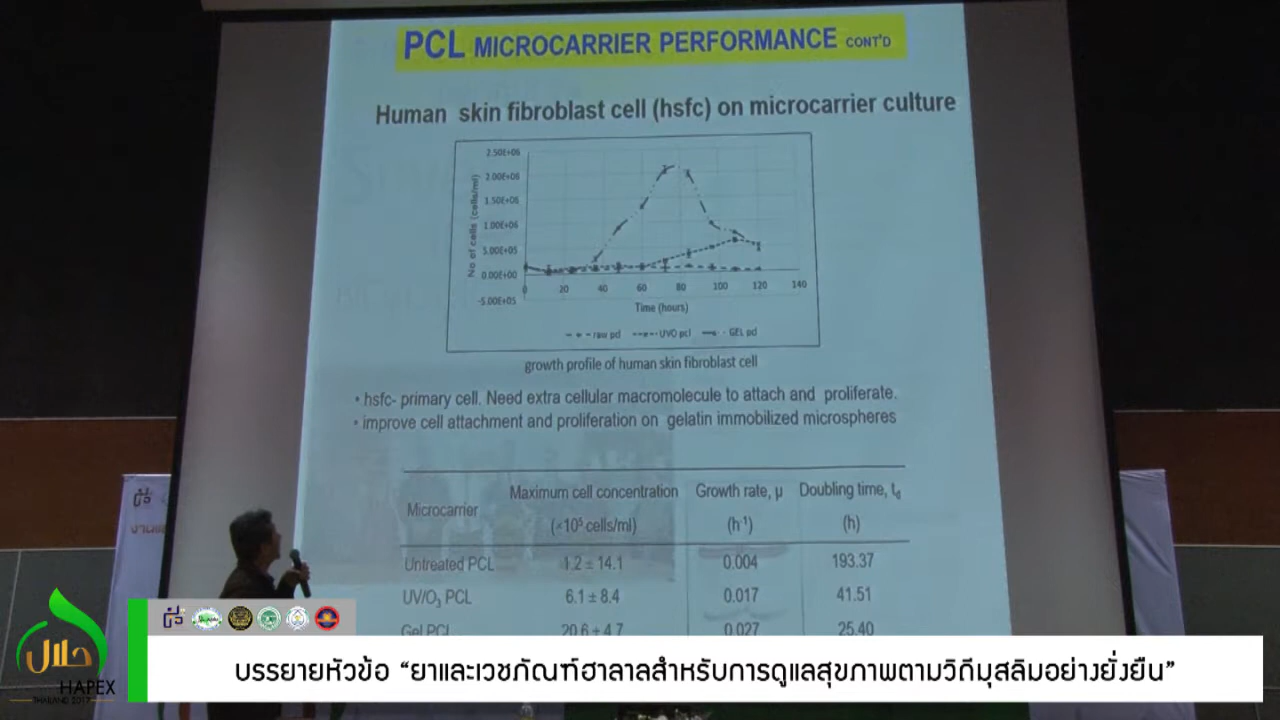 PCL MICROCARRIER PERFORMANCE CONT'D
Human skin fibroblast cell (hsfc) on microcarrier culture
2.50E+06
2.00E+06
1.50E+06
1.00E+06
5.00E+05
0.00E+00
-5.00E+05
No of cells (cells/ml)
0 20 40 60 80 100 120 140
Time (hours)
raw pcl UVO pcl GEL pcl
growth profile of human skin fibroblast cell
• hsfc- primary cell. Need extra cellular macromolecule to attach and proliferate.
• improve cell attachment and proliferation on gelatin immobilized microspheres
Microcarrier Maximum cell concentration (×10⁵ cells/ml) Growth rate, μ (h⁻¹) Doubling time, t_d (h)
Untreated PCL 1.2 ± 14.1 0.004 193.37
UV/O₃ PCL 6.1 ± 8.4 0.017 41.51
Gel PCL 20.6 ± 4.7 0.027 25.40
حلال
HAPEX
THAILAND 2017
บรรยายหัวข้อ “ยาและเวชภัณฑ์ฮาลาลสำหรับการดูแลสุขภาพตามวิถีมุสลิมอย่างยั่งยืน”